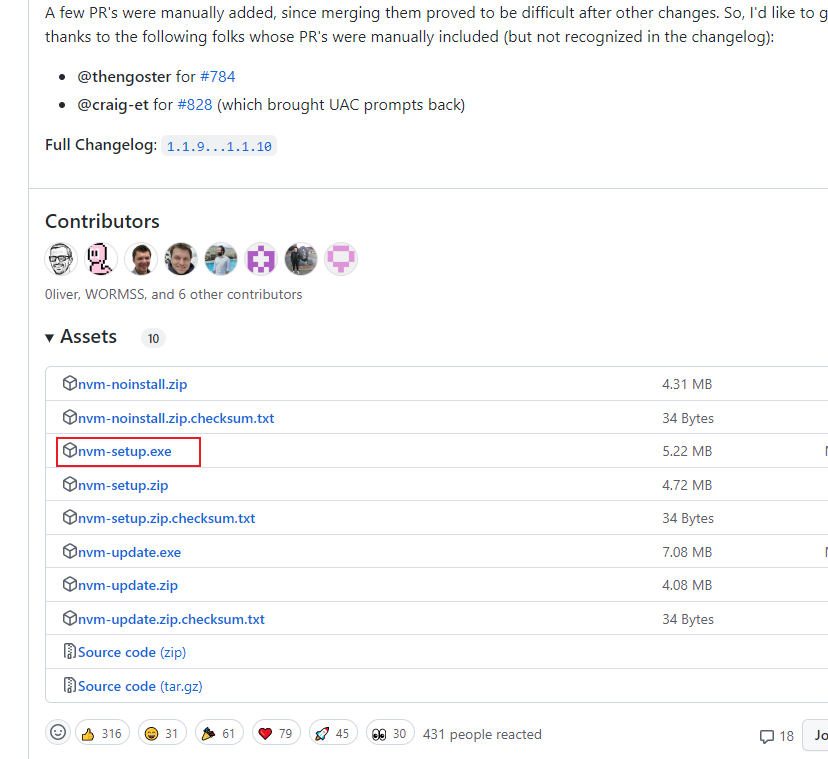 A few PR's were manually added, since merging them proved to be difficult after other changes. So, I'd like to g
thanks to the following folks whose PR's were manually included (but not recognized in the changelog):
• @thengoster for #784
• @craig-et for #828 (which brought UAC prompts back)
Full Changelog: 1.1.9...1.1.10
Contributors
0liver, WORMSS, and 6 other contributors
▾ Assets 10
nvm-noinstall.zip 4.31 MB
nvm-noinstall.zip.checksum.txt 34 Bytes
nvm-setup.exe 5.22 MB
nvm-setup.zip 4.72 MB
nvm-setup.zip.checksum.txt 34 Bytes
nvm-update.exe 7.08 MB
nvm-update.zip 4.08 MB
nvm-update.zip.checksum.txt 34 Bytes
Source code (zip)
Source code (tar.gz)
👍 316 😄 31 🎉 61 ❤️ 79 🚀 45 👀 30 431 people reacted 18 Jo